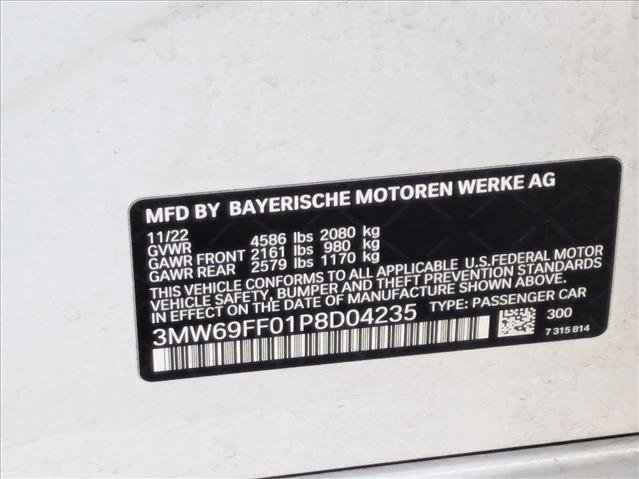 MFD BY BAYERISCHE MOTOREN WERKE AG
11/22
GVWR 4586 lbs 2080 kg
GAWR FRONT 2161 lbs 980 kg
GAWR REAR 2579 lbs 1170 kg
THIS VEHICLE CONFORMS TO ALL APPLICABLE U.S.FEDERAL MOTOR
VEHICLE SAFETY, BUMPER AND THEFT PREVENTION STANDARDS
IN EFFECT ON THE DATE OF MANUFACTURE SHOWN ABOVE.
3MW69FF01P8D04235 TYPE: PASSENGER CAR
300
7 315 814